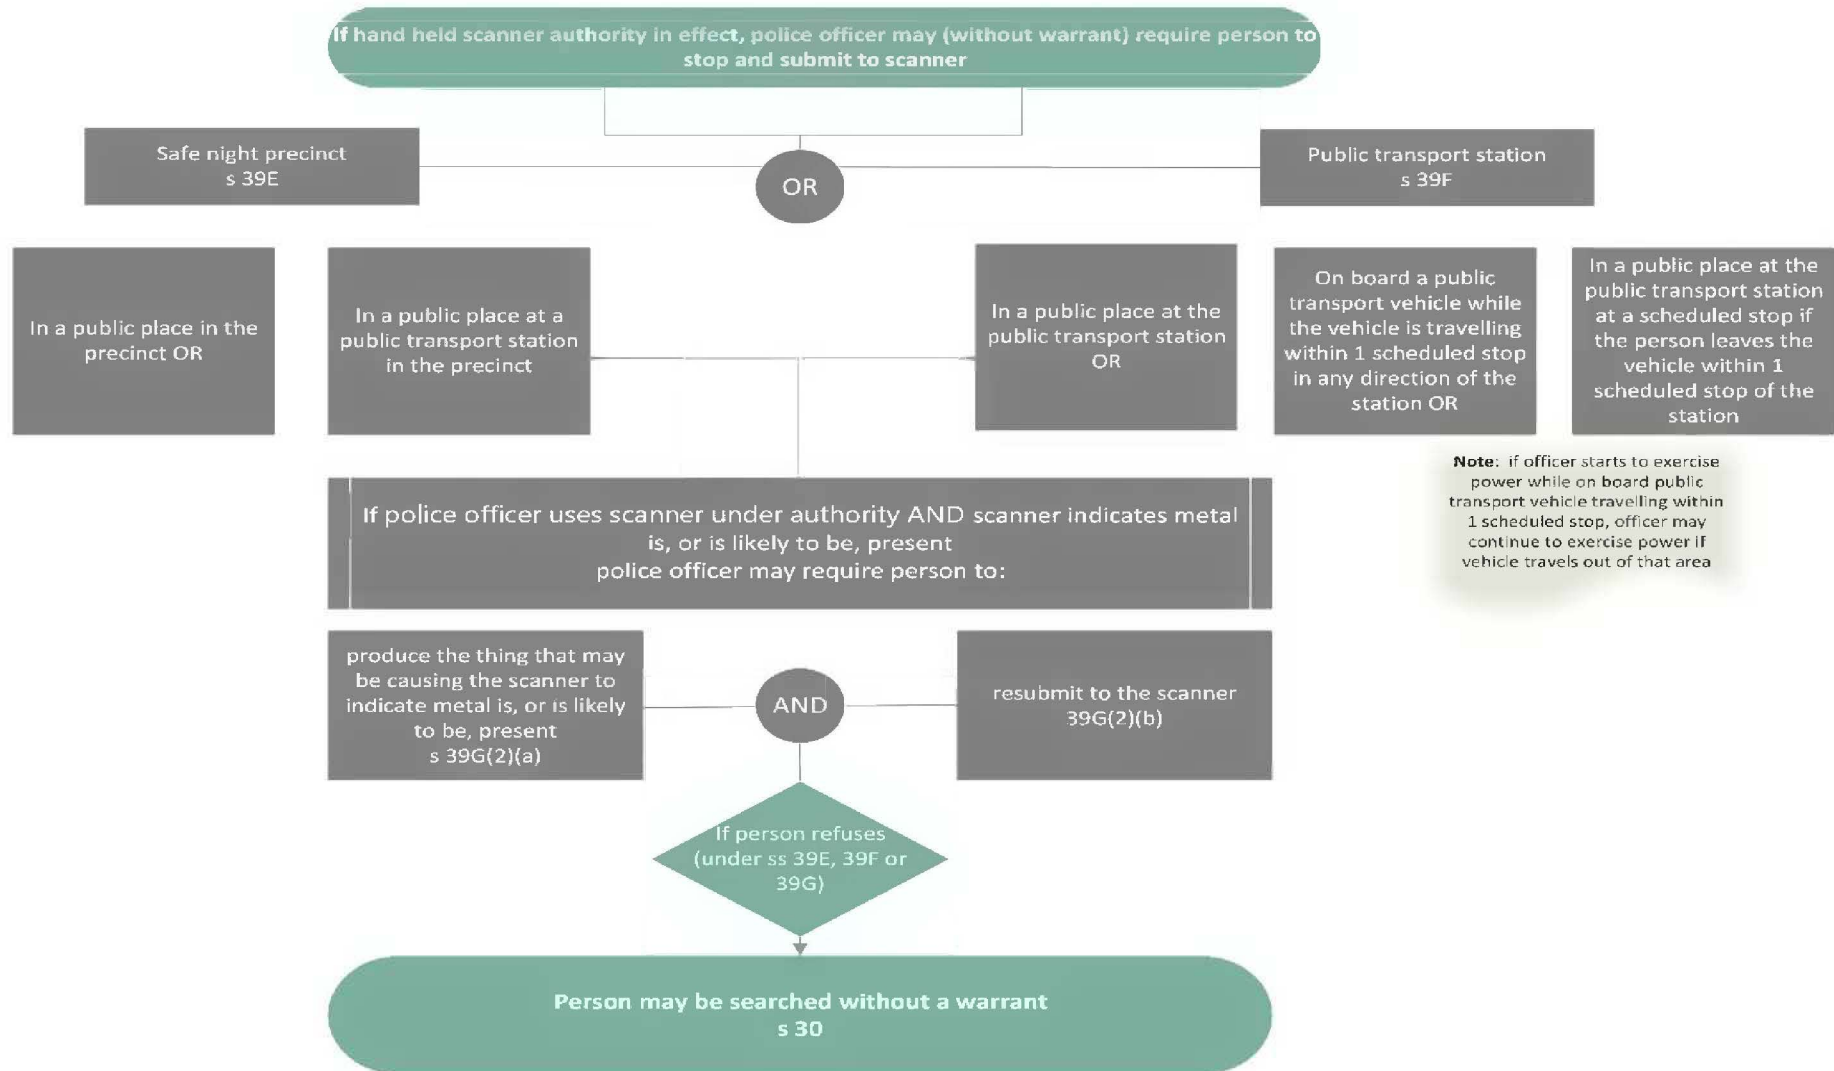 If hand held scanner authority in effect, police officer may (without warrant) require person to
stop and submit to scanner
Safe night precinct
s 39E
OR
Public transport station
s 39F
In a public place in the
precinct OR
In a public place at a
public transport station
in the precinct
In a public place at the
public transport station
OR
On board a public
transport vehicle while
the vehicle is travelling
within 1 scheduled stop
in any direction of the
station OR
In a public place at the
public transport station
at a scheduled stop if
the person leaves the
vehicle within 1
scheduled stop of the
station
Note: if officer starts to exercise
power while on board public
transport vehicle travelling within
1 scheduled stop, officer may
continue to exercise power if
vehicle travels out of that area
If police officer uses scanner under authority AND scanner indicates metal
is, or is likely to be, present
police officer may require person to:
produce the thing that may
be causing the scanner to
indicate metal is, or is likely
to be, present
s 39G(2)(a)
AND
resubmit to the scanner
39G(2)(b)
If person refuses
(under ss 39E, 39F or
39G)
Person may be searched without a warrant
s 30